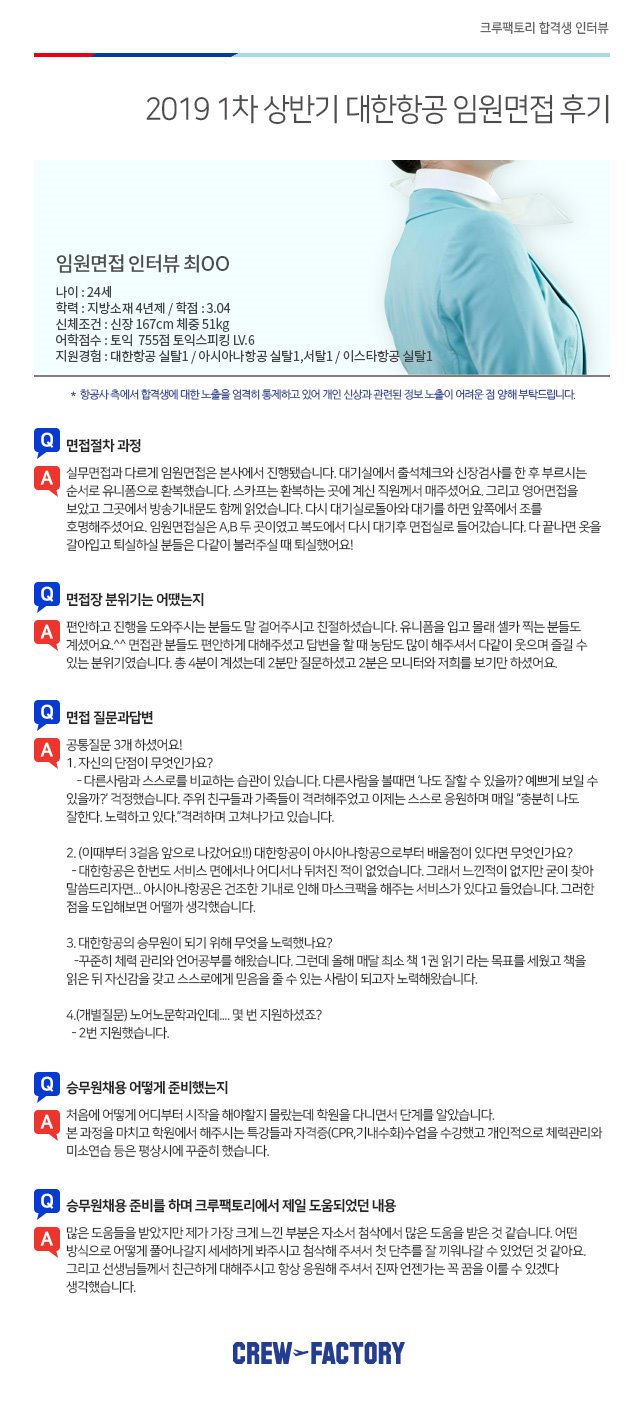 크루팩토리 합격생 인터뷰
2019 1차 상반기 대한항공 임원면접 후기
임원면접 인터뷰 최OO
나이 : 24세
학력 : 지방소재 4년제 / 학점 : 3.04
신체조건 : 신장 167cm 체중 51kg
어학점수 : 토익 755점 토익스피킹 LV.6
지원경험 : 대한항공 실탈1 / 아시아나항공 실탈1,서탈1 / 이스타항공 실탈1
* 항공사 측에서 합격생에 대한 노출을 엄격히 통제하고 있어 개인 신상과 관련된 정보 노출이 어려운 점 양해 부탁드립니다.
Q 면접절차 과정
A 실무면접과 다르게 임원면접은 본사에서 진행됐습니다. 대기실에서 출석체크와 신장검사를 한 후 부르시는
순서로 유니폼으로 환복했습니다. 스카프는 환복하는 곳에 계신 직원께서 매주셨어요. 그리고 영어면접을
보았고 그곳에서 방송기내문도 함께 읽었습니다. 다시 대기실로돌아와 대기를 하면 앞쪽에서 조를
호명해주셨어요. 임원면접실은 A,B 두 곳이였고 복도에서 다시 대기후 면접실로 들어갔습니다. 다 끝나면 옷을
갈아입고 퇴실하실 분들은 다같이 불러주실 때 퇴실했어요!
Q 면접장 분위기는 어땠는지
A 편안하고 진행을 도와주시는 분들도 말 걸어주시고 친절하셨습니다. 유니폼을 입고 몰래 셀카 찍는 분들도
계셨어요.^^ 면접관 분들도 편안하게 대해주셨고 답변을 할 때 농담도 많이 해주셔서 다같이 웃으며 즐길 수
있는 분위기였습니다. 총 4분이 계셨는데 2분만 질문하셨고 2분은 모니터와 저희를 보기만 하셨어요.
Q 면접 질문과답변
A 공통질문 3개 하셨어요!
1. 자신의 단점이 무엇인가요?
- 다른사람과 스스로를 비교하는 습관이 있습니다. 다른사람을 볼때면 ‘나도 잘할 수 있을까? 예쁘게 보일 수
있을까?’ 걱정했습니다. 주위 친구들과 가족들이 격려해주었고 이제는 스스로 응원하며 매일 “충분히 나도
잘한다. 노력하고 있다.”격려하며 고쳐나가고 있습니다.
2. (이때부터 3걸음 앞으로 나갔어요!!) 대한항공이 아시아나항공으로부터 배울점이 있다면 무엇인가요?
- 대한항공은 한번도 서비스 면에서나 어디서나 뒤처진 적이 없었습니다. 그래서 느낀적이 없지만 굳이 찾아
말씀드리자면... 아시아나항공은 건조한 기내로 인해 마스크팩을 해주는 서비스가 있다고 들었습니다. 그러한
점을 도입해보면 어떨까 생각했습니다.
3. 대한항공의 승무원이 되기 위해 무엇을 노력했나요?
-꾸준히 체력 관리와 언어공부를 해왔습니다. 그런데 올해 매달 최소 책 1권 읽기 라는 목표를 세웠고 책을
읽은 뒤 자신감을 갖고 스스로에게 믿음을 줄 수 있는 사람이 되고자 노력해왔습니다.
4.(개별질문) 노어노문학과인데.... 몇 번 지원하셨죠?
- 2번 지원했습니다.
Q 승무원채용 어떻게 준비했는지
A 처음에 어떻게 어디부터 시작을 해야할지 몰랐는데 학원을 다니면서 단계를 알았습니다.
본 과정을 마치고 학원에서 해주시는 특강들과 자격증(CPR,기내수화)수업을 수강했고 개인적으로 체력관리와
미소연습 등은 평상시에 꾸준히 했습니다.
Q 승무원채용 준비를 하며 크루팩토리에서 제일 도움되었던 내용
A 많은 도움들을 받았지만 제가 가장 크게 느낀 부분은 자소서 첨삭에서 많은 도움을 받은 것 같습니다. 어떤
방식으로 어떻게 풀어나갈지 세세하게 봐주시고 첨삭해 주셔서 첫 단추를 잘 끼워나갈 수 있었던 것 같아요.
그리고 선생님들께서 친근하게 대해주시고 항상 응원해 주셔서 진짜 언젠가는 꼭 꿈을 이룰 수 있겠다
생각했습니다.
CREW FACTORY